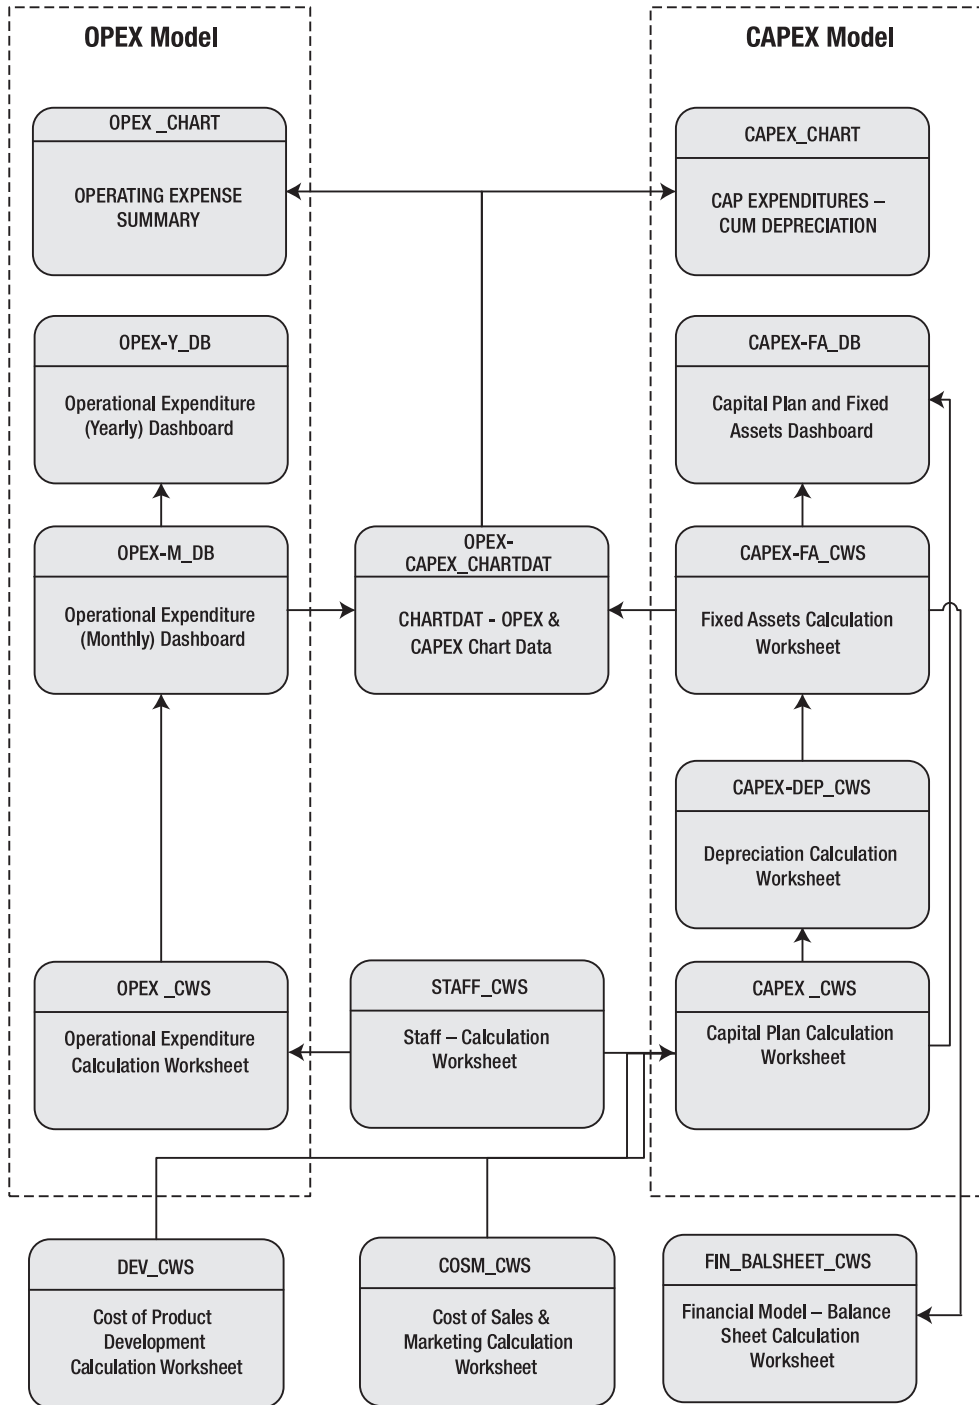 OPEX Model
CAPEX Model
OPEX _CHART
OPERATING EXPENSE
SUMMARY
CAPEX_CHART
CAP EXPENDITURES –
CUM DEPRECIATION
OPEX-Y_DB
Operational Expenditure
(Yearly) Dashboard
CAPEX-FA_DB
Capital Plan and Fixed
Assets Dashboard
OPEX-M_DB
Operational Expenditure
(Monthly) Dashboard
OPEX-
CAPEX_CHARTDAT
CHARTDAT - OPEX &
CAPEX Chart Data
CAPEX-FA_CWS
Fixed Assets Calculation
Worksheet
CAPEX-DEP_CWS
Depreciation Calculation
Worksheet
OPEX _CWS
Operational Expenditure
Calculation Worksheet
STAFF_CWS
Staff – Calculation
Worksheet
CAPEX _CWS
Capital Plan Calculation
Worksheet
DEV_CWS
Cost of Product
Development
Calculation Worksheet
COSM_CWS
Cost of Sales &
Marketing Calculation
Worksheet
FIN_BALSHEET_CWS
Financial Model – Balance
Sheet Calculation
Worksheet